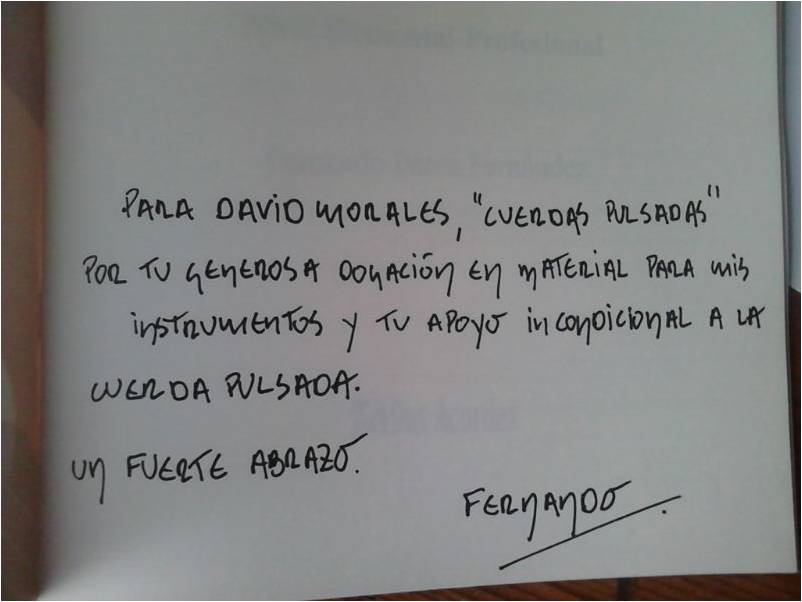 PARA DAVID MORALES, "CUERDAS PULSADAS"
POR TU GENEROSA DONACIÓN EN MATERIAL PARA MIS
INSTRUMENTOS Y TU APOYO INCONDICIONAL A LA
CUERDA PULSADA.
UN FUERTE ABRAZO.
FERNANDO.